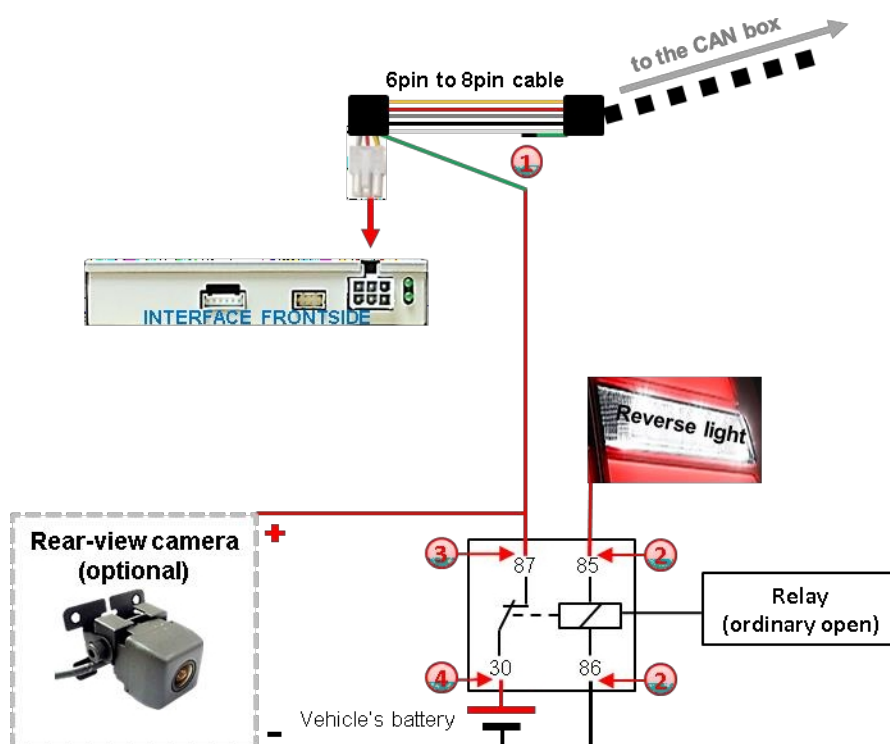 to the CAN box
6pin to 8pin cable
1
INTERFACE FRONTSIDE
Reverse light
+
Rear-view camera
(optional)
3
87
85
2
Relay
(ordinary open)
4
30
86
2
Vehicle's battery
-